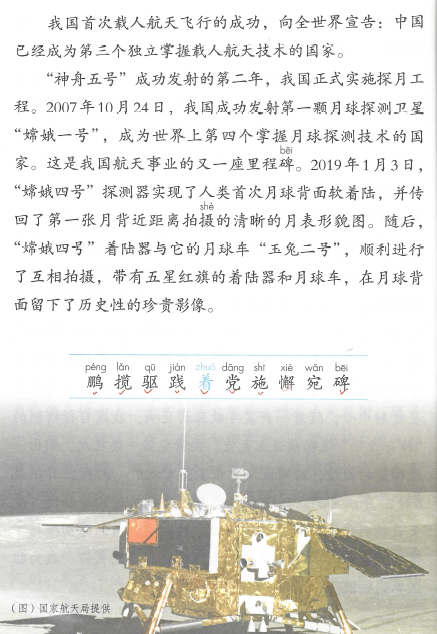 我国首次载人航天飞行的成功，向全世界宣告：中国
已经成为第三个独立掌握载人航天技术的国家。
“神舟五号”成功发射的第二年，我国正式实施探月工
程。2007年10月24日，我国成功发射第一颗月球探测卫星
“嫦娥一号”，成为世界上第四个掌握月球探测技术的国
bēi
家。这是我国航天事业的又一座里程碑。2019年1月3日，
“嫦娥四号”探测器实现了人类首次月球背面软着陆，并传
shè
回了第一张月背近距离拍摄的清晰的月表形貌图。随后，
“嫦娥四号”着陆器与它的月球车“玉兔二号”，顺利进行
了互相拍摄，带有五星红旗的着陆器和月球车，在月球背
面留下了历史性的珍贵影像。
péng lǎn qū jiàn zhuó dǎng shī xiè wǎn bēi
鹏 揽 驱 践 着 党 施 懈 宛 碑
（图）国家航天局提供